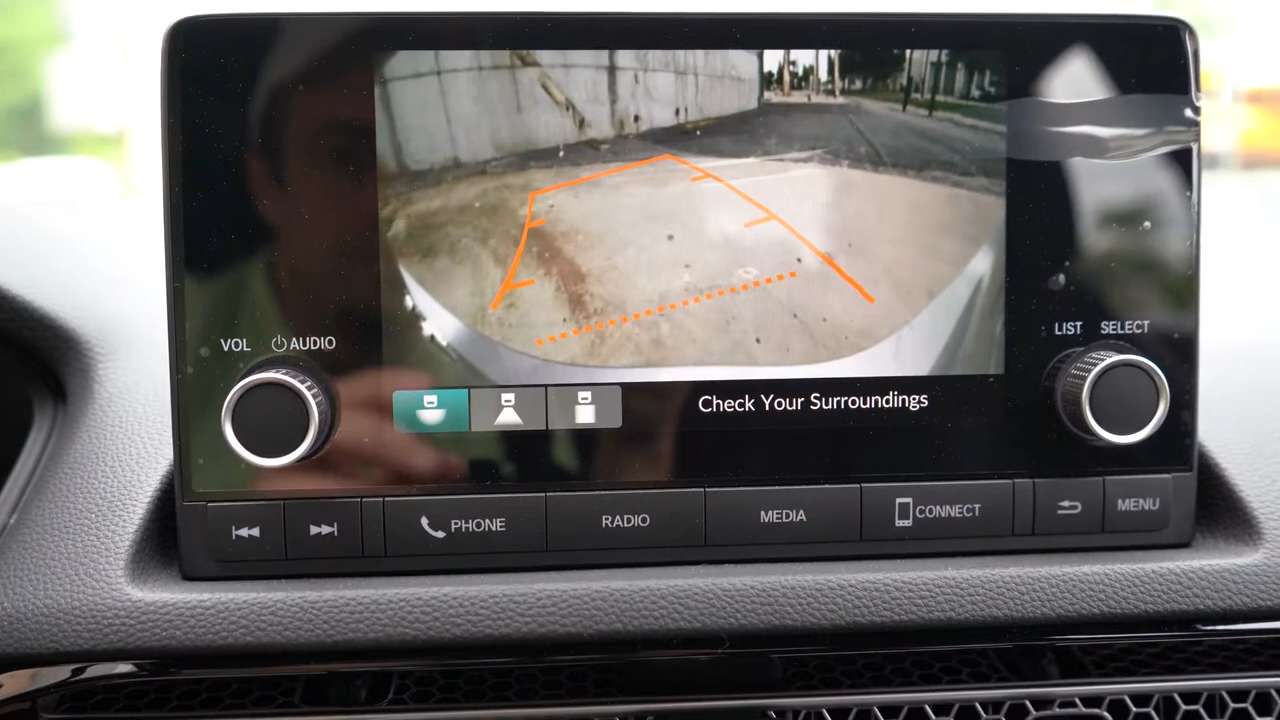 VOL AUDIO
LIST SELECT
Check Your Surroundings
PHONE
RADIO
MEDIA
CONNECT
MENU